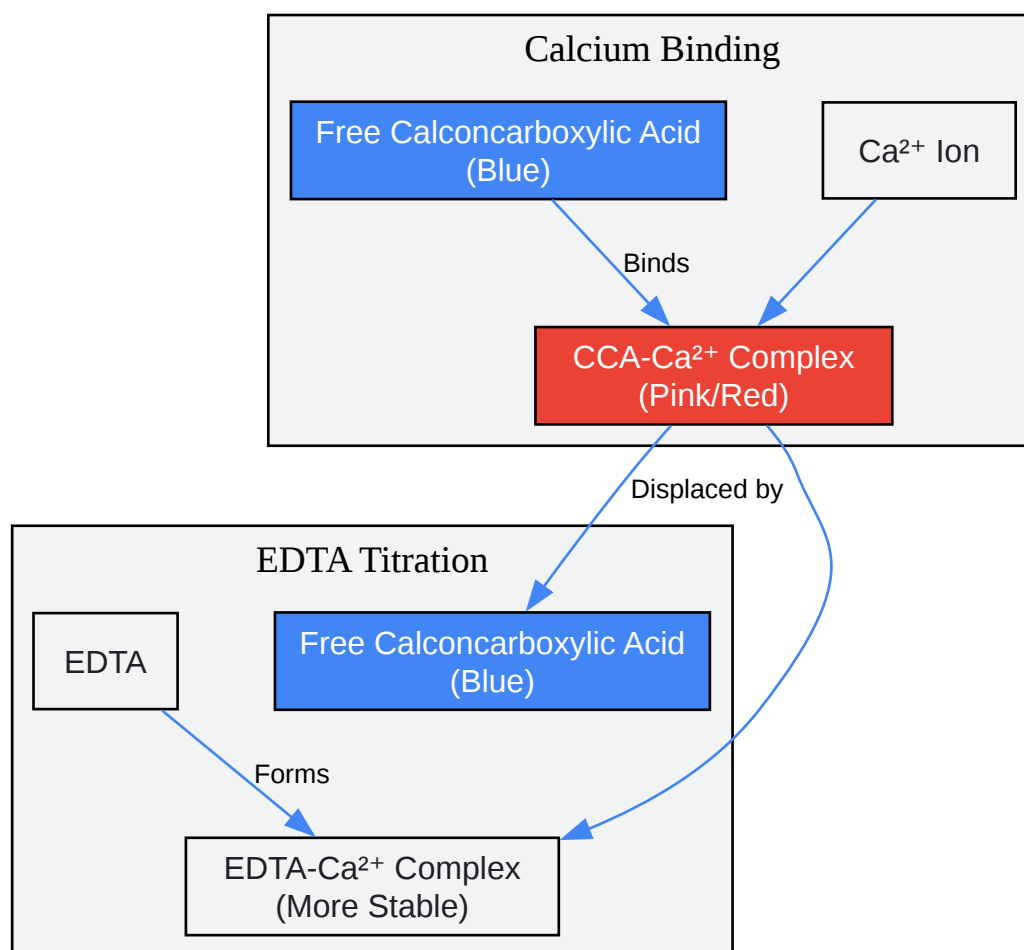 Calcium Binding
Free Calconcarboxylic Acid
(Blue)
Ca²⁺ Ion
Binds
CCA-Ca²⁺ Complex
(Pink/Red)
Displaced by
EDTA Titration
EDTA
Free Calconcarboxylic Acid
(Blue)
Forms
EDTA-Ca²⁺ Complex
(More Stable)